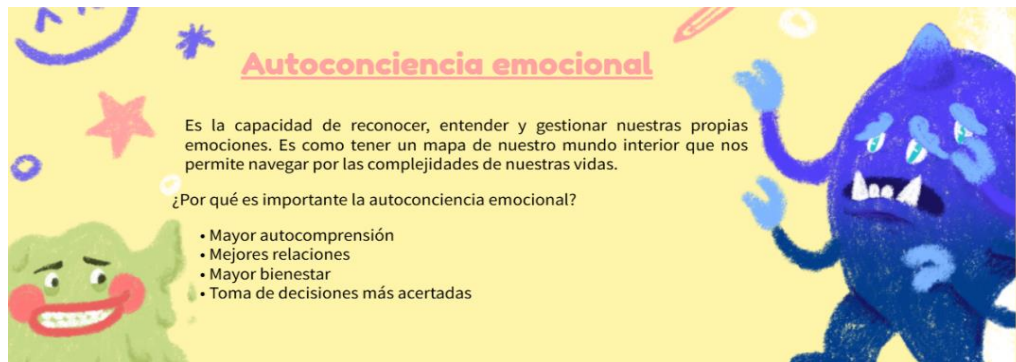 Autoconciencia emocional
Es la capacidad de reconocer, entender y gestionar nuestras propias
emociones. Es como tener un mapa de nuestro mundo interior que nos
permite navegar por las complejidades de nuestras vidas.
¿Por qué es importante la autoconciencia emocional?
• Mayor autocomprensión
• Mejores relaciones
• Mayor bienestar
• Toma de decisiones más acertadas